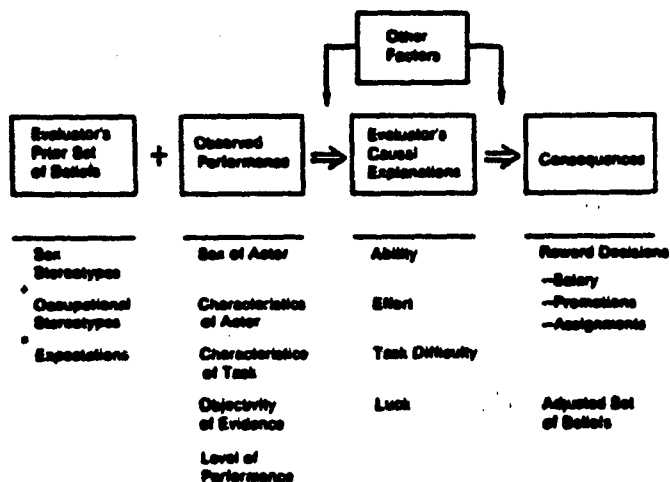 Other
Factors
Evaluator's
Prior Set
of Beliefs
+
Observed
Performance
Evaluator's
Causal
Explanations
Consequences
Sex
Stereotypes
Occupational
Stereotypes
Expectations
Sex of Actor
Characteristics
of Actor
Characteristics
of Task
Objectivity
of Evidence
Level of
Performance
Ability
Effort
Task Difficulty
Luck
Reward Decisions
—Salary
—Promotions
—Assignments
Adjusted Set
of Beliefs